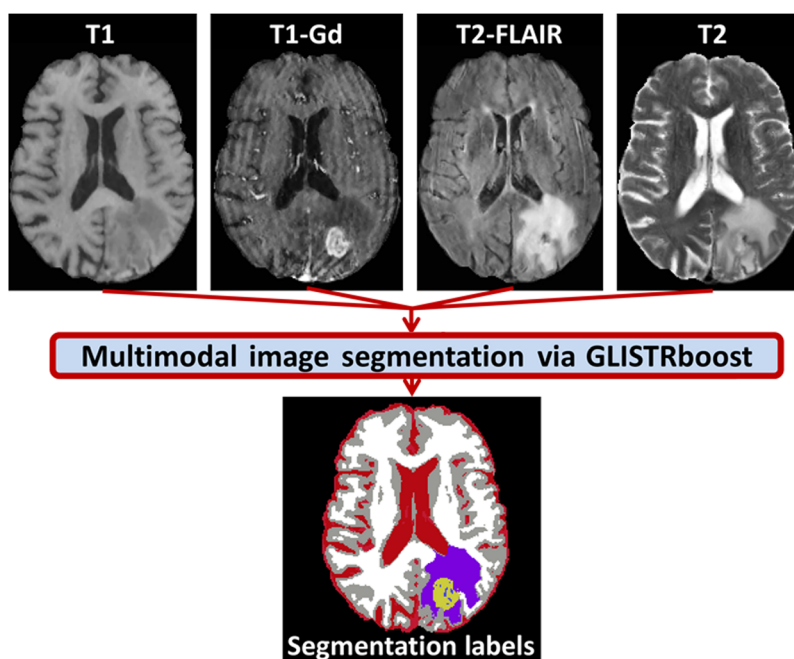 T1
T1-Gd
T2-FLAIR
T2
Multimodal image segmentation via GLISTRboost
Segmentation labels